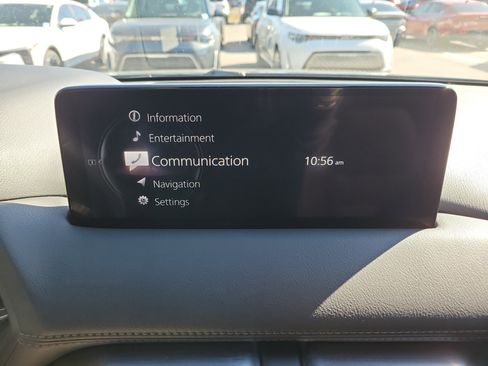 Information
Entertainment
Communication
10:56 am
Navigation
Settings